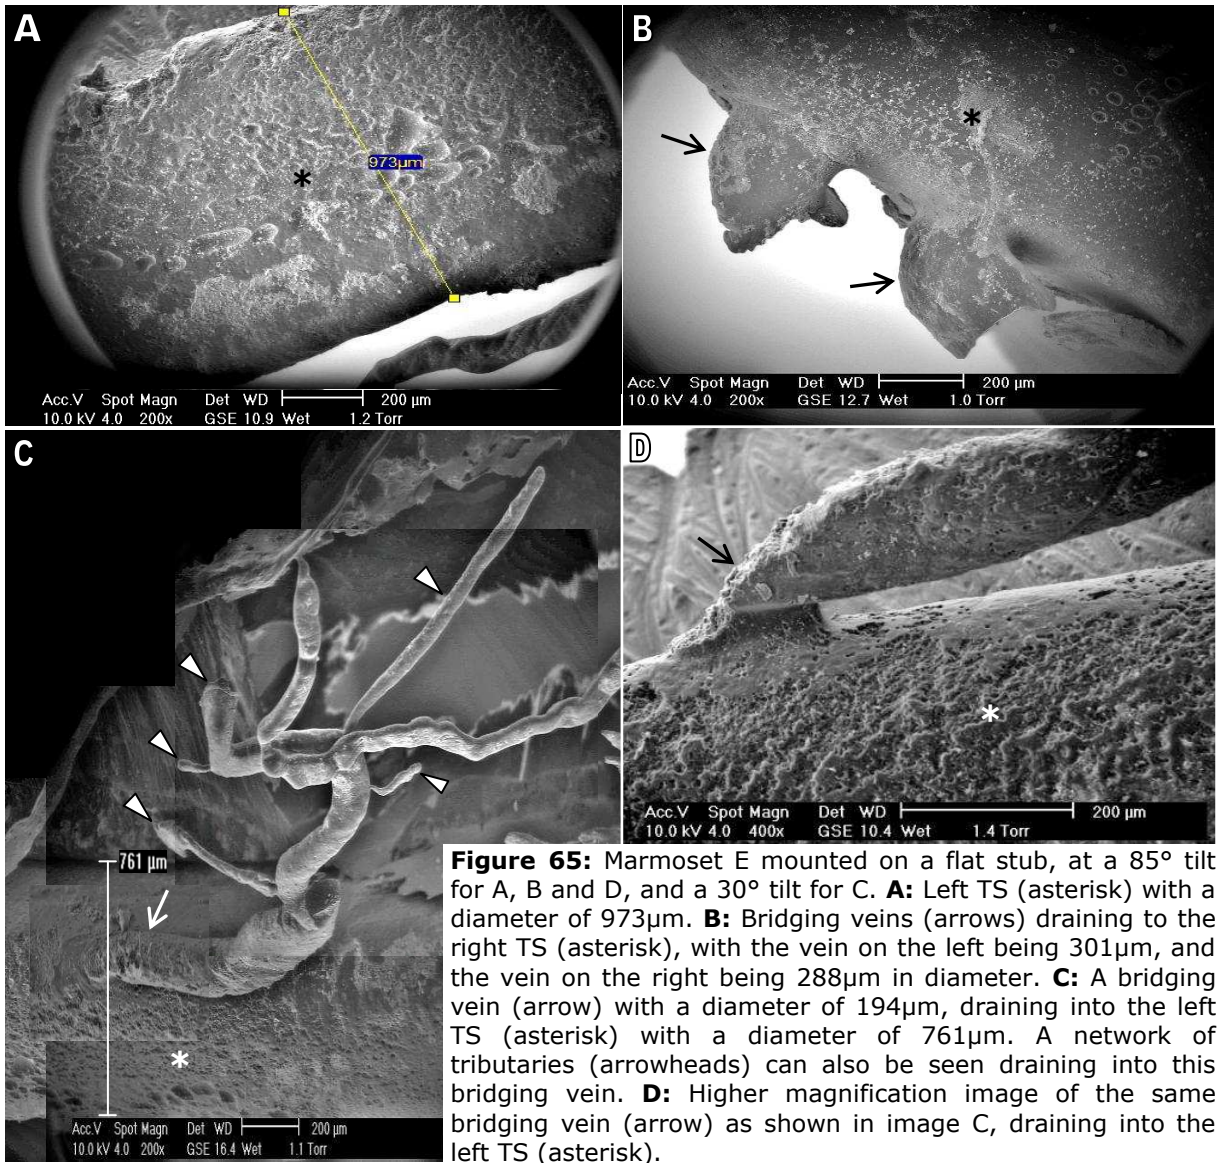 A
*
973µm
Acc.V Spot Magn Det WD 200 µm
10.0 kV 4.0 200x GSE 10.9 Wet 1.2 Torr
B
*
Acc.V Spot Magn Det WD 200 µm
10.0 kV 4.0 200x GSE 12.7 Wet 1.0 Torr
C
761 µm
*
Acc.V Spot Magn Det WD 200 µm
10.0 kV 4.0 200x GSE 16.4 Wet 1.1 Torr
D
*
Acc.V Spot Magn Det WD 200 µm
10.0 kV 4.0 400x GSE 10.4 Wet 1.4 Torr
Figure 65: Marmoset E mounted on a flat stub, at a 85° tilt
for A, B and D, and a 30° tilt for C. A: Left TS (asterisk) with a
diameter of 973µm. B: Bridging veins (arrows) draining to the
right TS (asterisk), with the vein on the left being 301µm, and
the vein on the right being 288µm in diameter. C: A bridging
vein (arrow) with a diameter of 194µm, draining into the left
TS (asterisk) with a diameter of 761µm. A network of
tributaries (arrowheads) can also be seen draining into this
bridging vein. D: Higher magnification image of the same
bridging vein (arrow) as shown in image C, draining into the
left TS (asterisk).